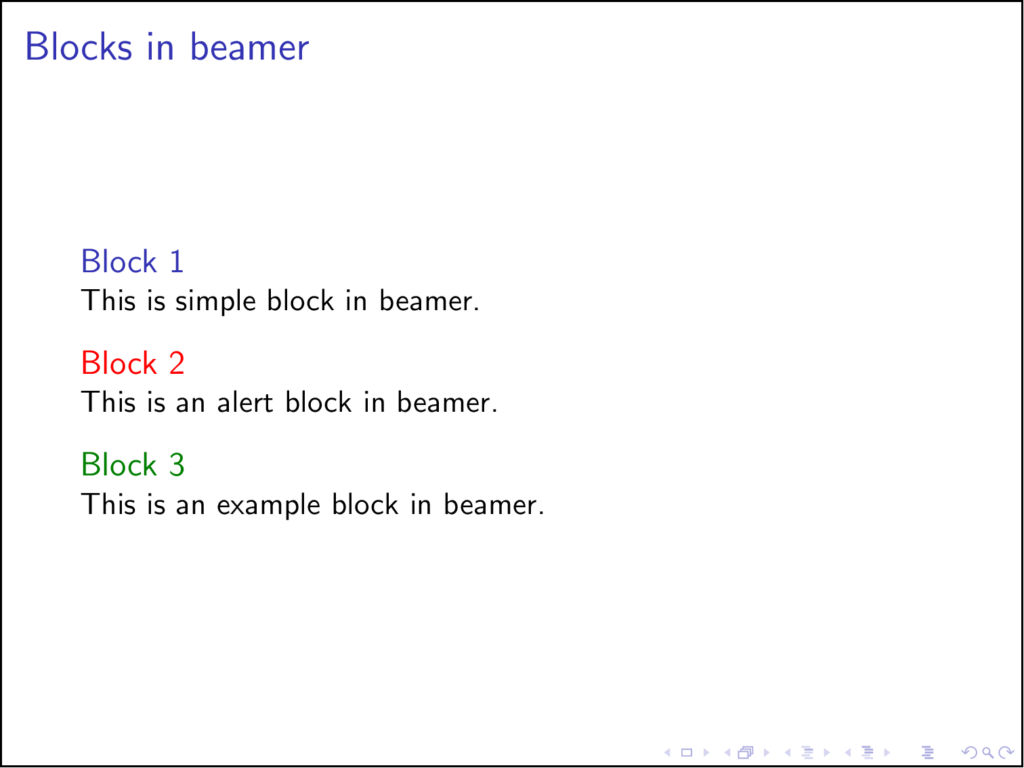 Blocks in beamer
Block 1
This is simple block in beamer.
Block 2
This is an alert block in beamer.
Block 3
This is an example block in beamer.